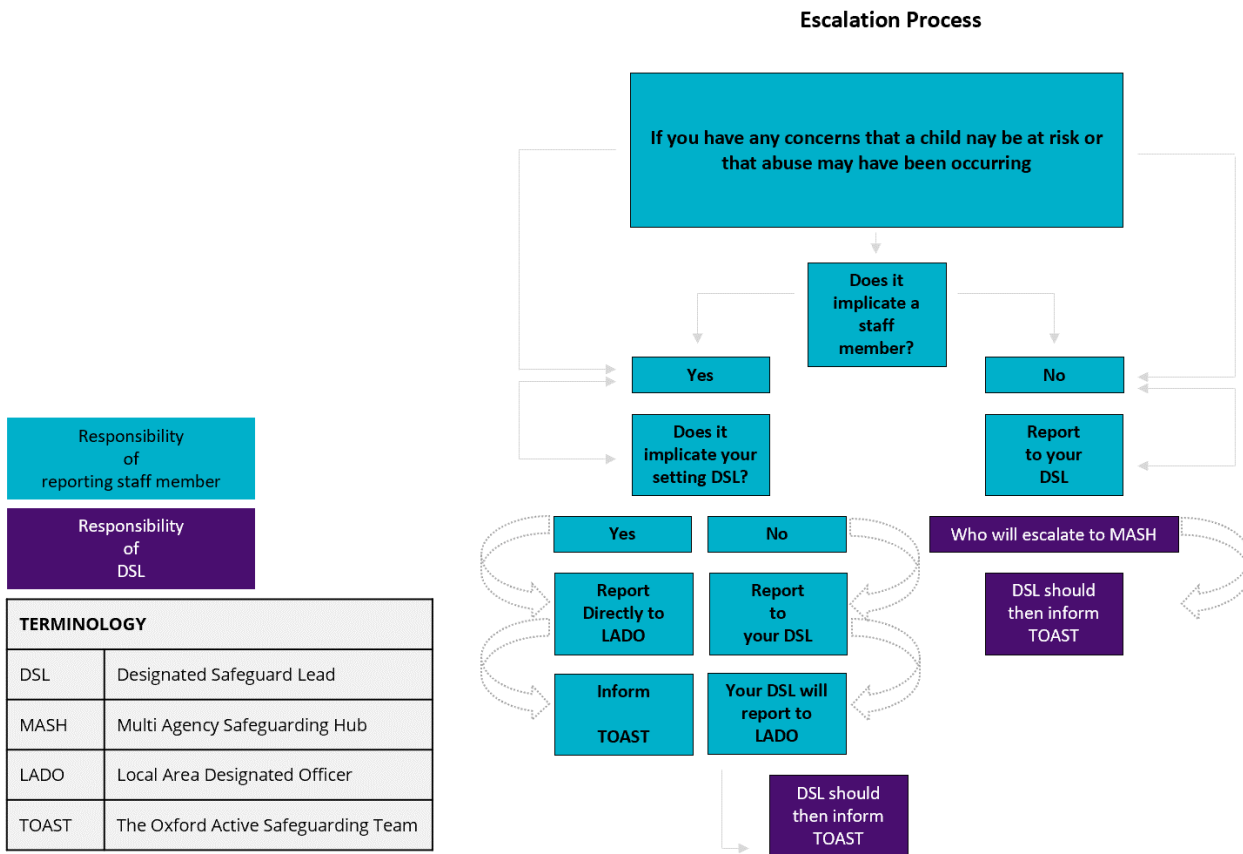 Escalation Process
If you have any concerns that a child nay be at risk or
that abuse may have been occurring
Does it
implicate a
staff
member?
Yes
No
Does it
implicate your
setting DSL?
Report
to your
DSL
Yes
No
Who will escalate to MASH
Report
Directly to
LADO
Report
to
your DSL
DSL should
then inform
TOAST
Inform
TOAST
Your DSL will
report to
LADO
DSL should
then inform
TOAST
Responsibility
of
reporting staff member
Responsibility
of
DSL
TERMINOLOGY
DSL Designated Safeguard Lead
MASH Multi Agency Safeguarding Hub
LADO Local Area Designated Officer
TOAST The Oxford Active Safeguarding Team